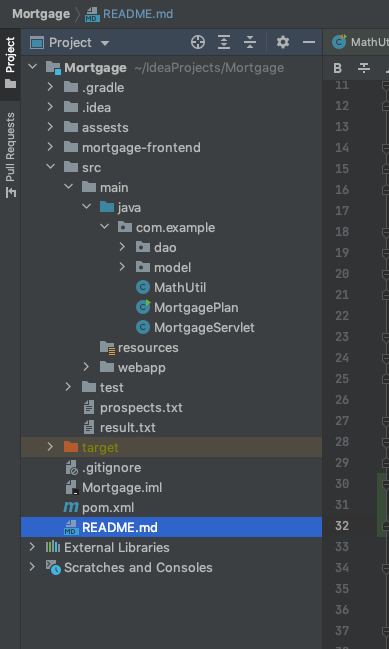 Mortgage README.md
Project
Pull Requests
Project
Mortgage ~/IdeaProjects/Mortgage
.gradle
.idea
assests
mortgage-frontend
src
main
java
com.example
dao
model
MathUtil
MortgagePlan
MortgageServlet
resources
webapp
test
prospects.txt
result.txt
target
.gitignore
Mortgage.iml
pom.xml
README.md
External Libraries
Scratches and Consoles
MathUt
B
11
12
13
14
15
16
17
18
19
20
21
23
24
25
26
27
28
29
30
31
32
33
34
35
36
37